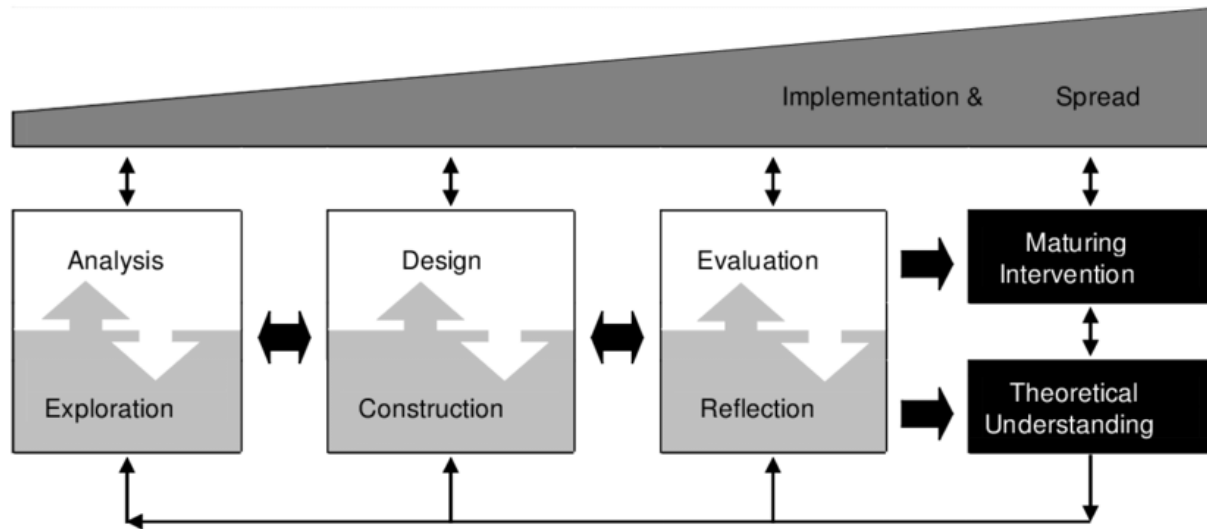 Implementation & Spread
Analysis
Design
Evaluation
Maturing
Intervention
Exploration
Construction
Reflection
Theoretical
Understanding